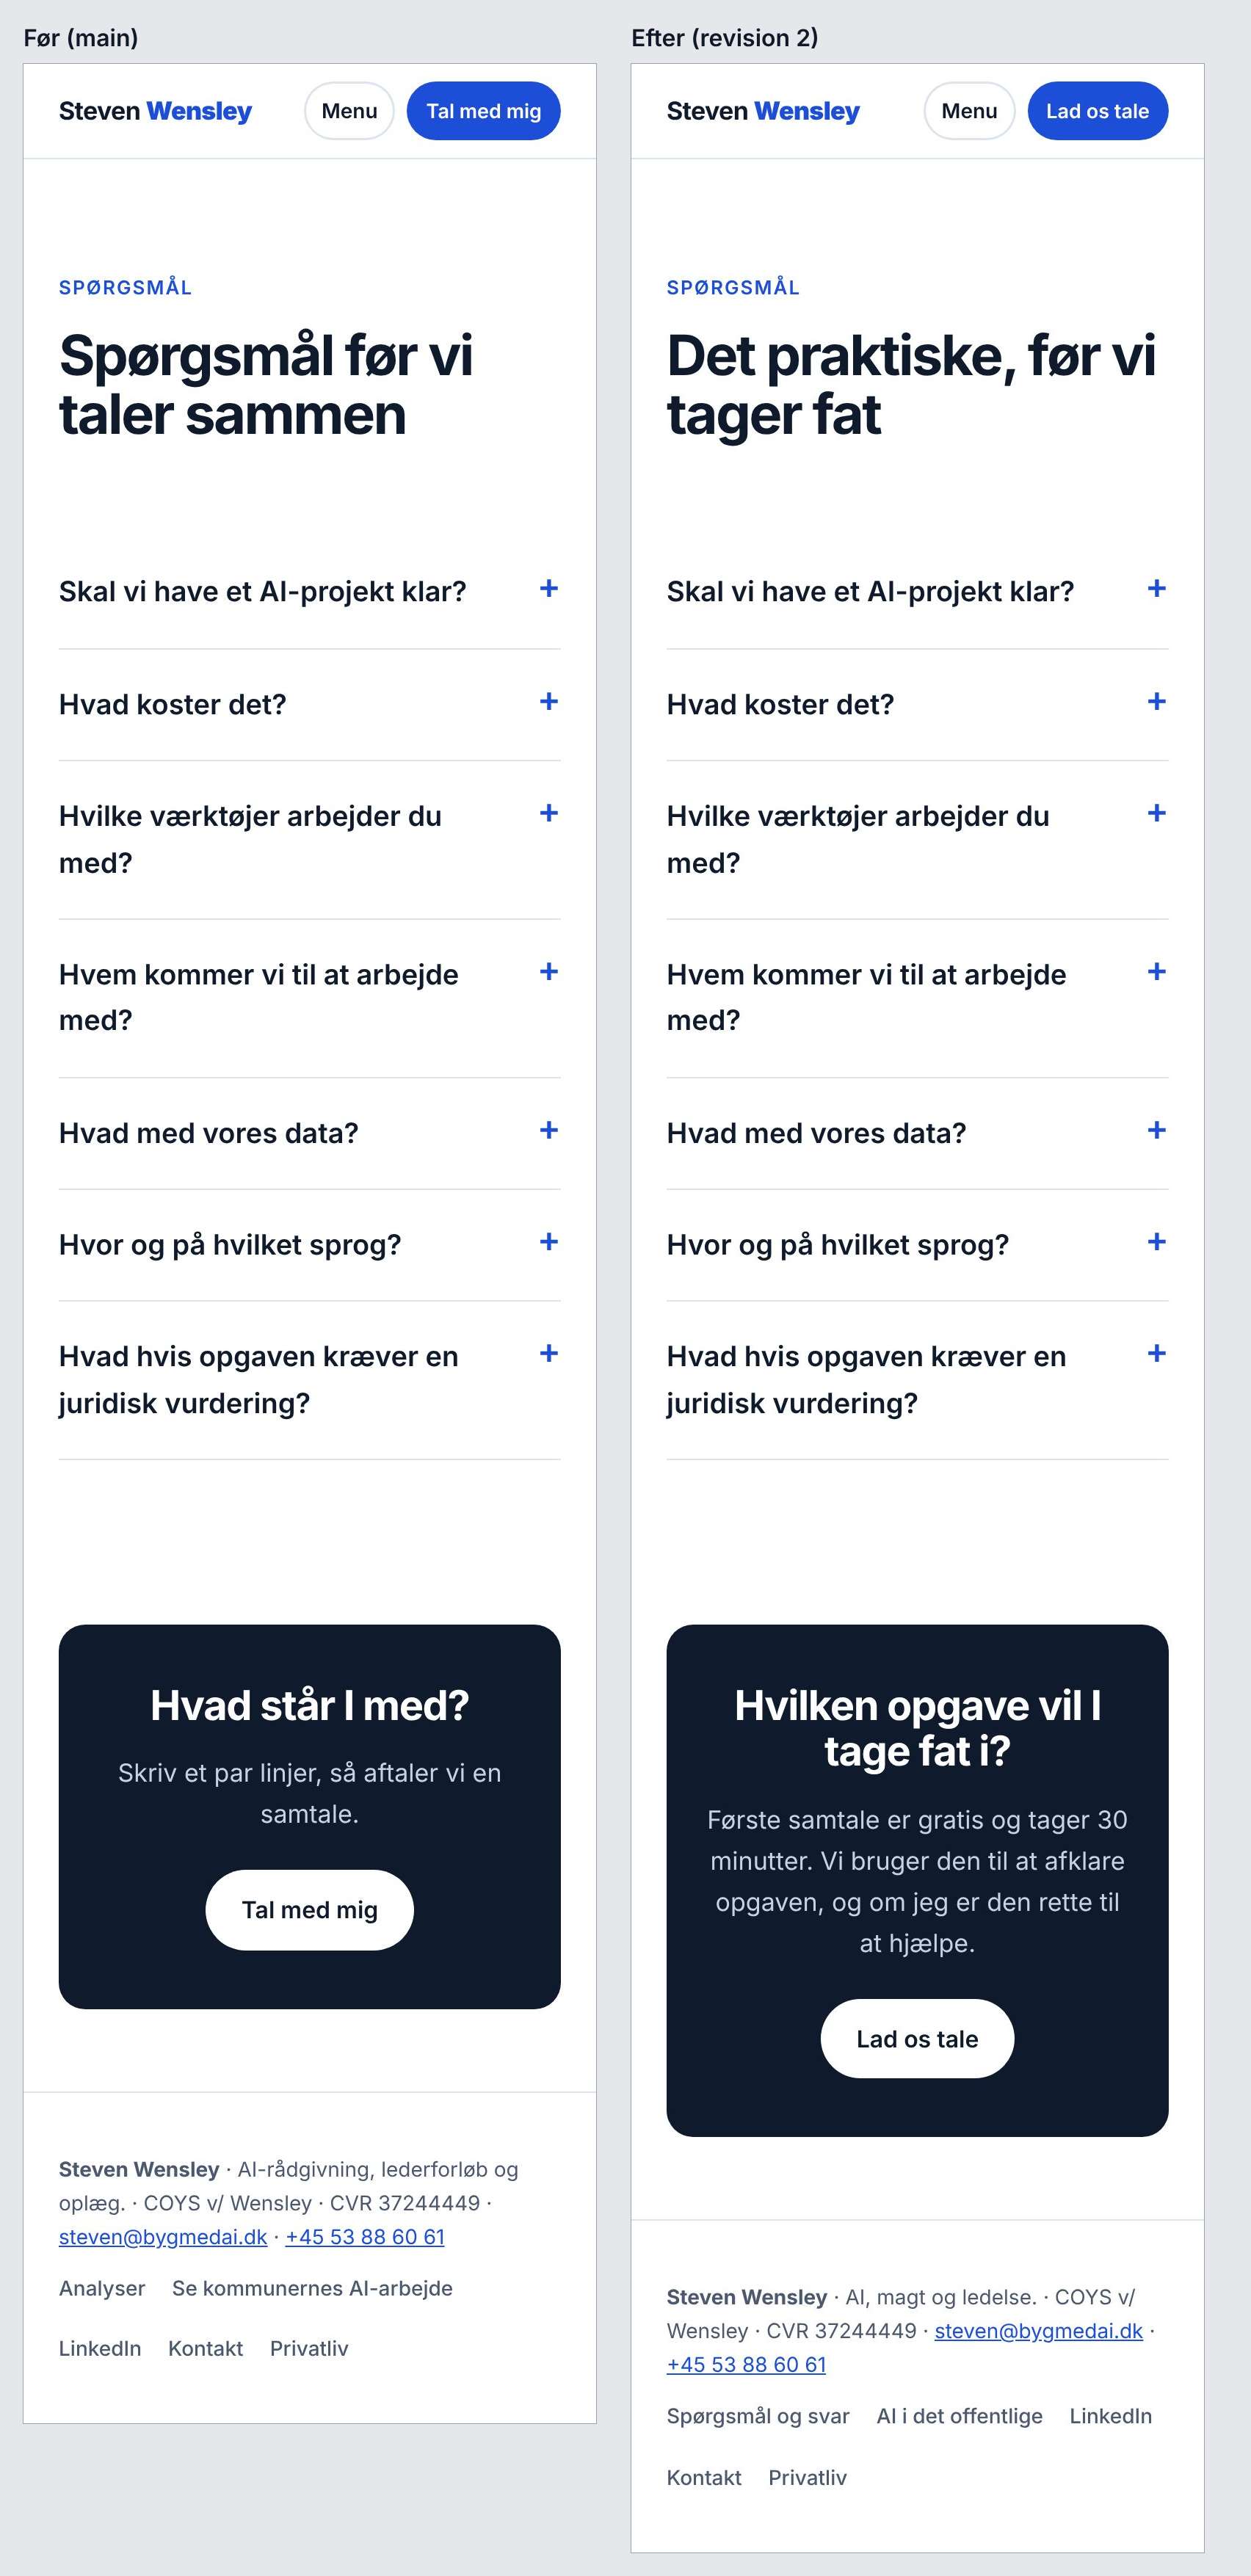 Før (main)
Steven Wensley
Menu
Tal med mig
SPØRGSMÅL
Spørgsmål før vi
taler sammen
Skal vi have et AI-projekt klar?
+
Hvad koster det?
+
Hvilke værktøjer arbejder du
med?
+
Hvem kommer vi til at arbejde
med?
+
Hvad med vores data?
+
Hvor og på hvilket sprog?
+
Hvad hvis opgaven kræver en
juridisk vurdering?
+
Hvad står I med?
Skriv et par linjer, så aftaler vi en
samtale.
Tal med mig
Steven Wensley · AI-rådgivning, lederforløb og
oplæg. · COYS v/ Wensley · CVR 37244449 ·
steven@bygmedai.dk · +45 53 88 60 61
Analyser Se kommunernes AI-arbejde
LinkedIn Kontakt Privatliv
Efter (revision 2)
Steven Wensley
Menu
Lad os tale
SPØRGSMÅL
Det praktiske, før vi
tager fat
Skal vi have et AI-projekt klar?
+
Hvad koster det?
+
Hvilke værktøjer arbejder du
med?
+
Hvem kommer vi til at arbejde
med?
+
Hvad med vores data?
+
Hvor og på hvilket sprog?
+
Hvad hvis opgaven kræver en
juridisk vurdering?
+
Hvilken opgave vil I
tage fat i?
Første samtale er gratis og tager 30
minutter. Vi bruger den til at afklare
opgaven, og om jeg er den rette til
at hjælpe.
Lad os tale
Steven Wensley · AI, magt og ledelse. · COYS v/
Wensley · CVR 37244449 · steven@bygmedai.dk ·
+45 53 88 60 61
Spørgsmål og svar AI i det offentlige LinkedIn
Kontakt Privatliv